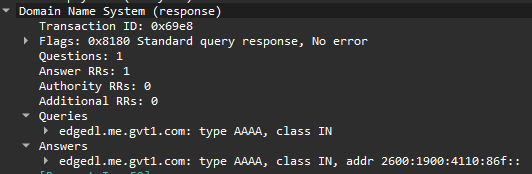 Domain Name System (response)
Transaction ID: 0x69e8
Flags: 0x8180 Standard query response, No error
Questions: 1
Answer RRs: 1
Authority RRs: 0
Additional RRs: 0
Queries
edgedl.me.gvt1.com: type AAAA, class IN
Answers
edgedl.me.gvt1.com: type AAAA, class IN, addr 2600:1900:4110:86f::